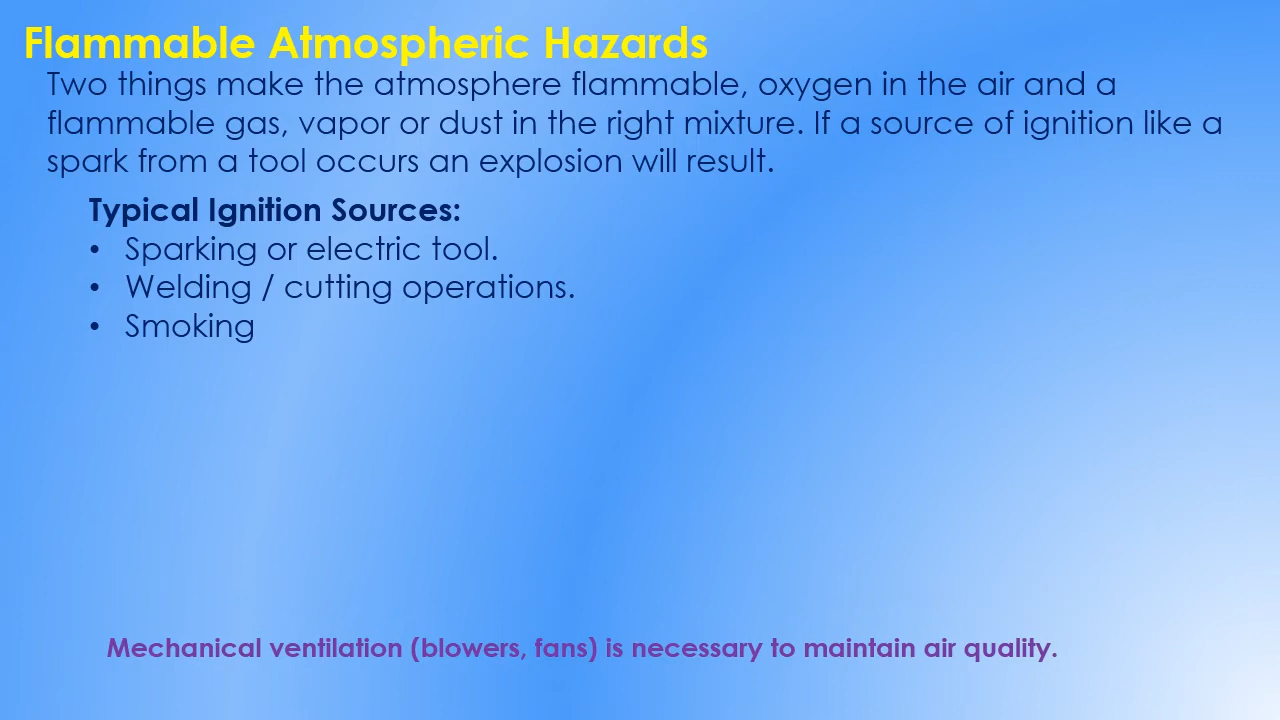 Flammable Atmospheric Hazards
Two things make the atmosphere flammable, oxygen in the air and a
flammable gas, vapor or dust in the right mixture. If a source of ignition like a
spark from a tool occurs an explosion will result.
Typical Ignition Sources:
• Sparking or electric tool.
• Welding / cutting operations.
• Smoking
Mechanical ventilation (blowers, fans) is necessary to maintain air quality.